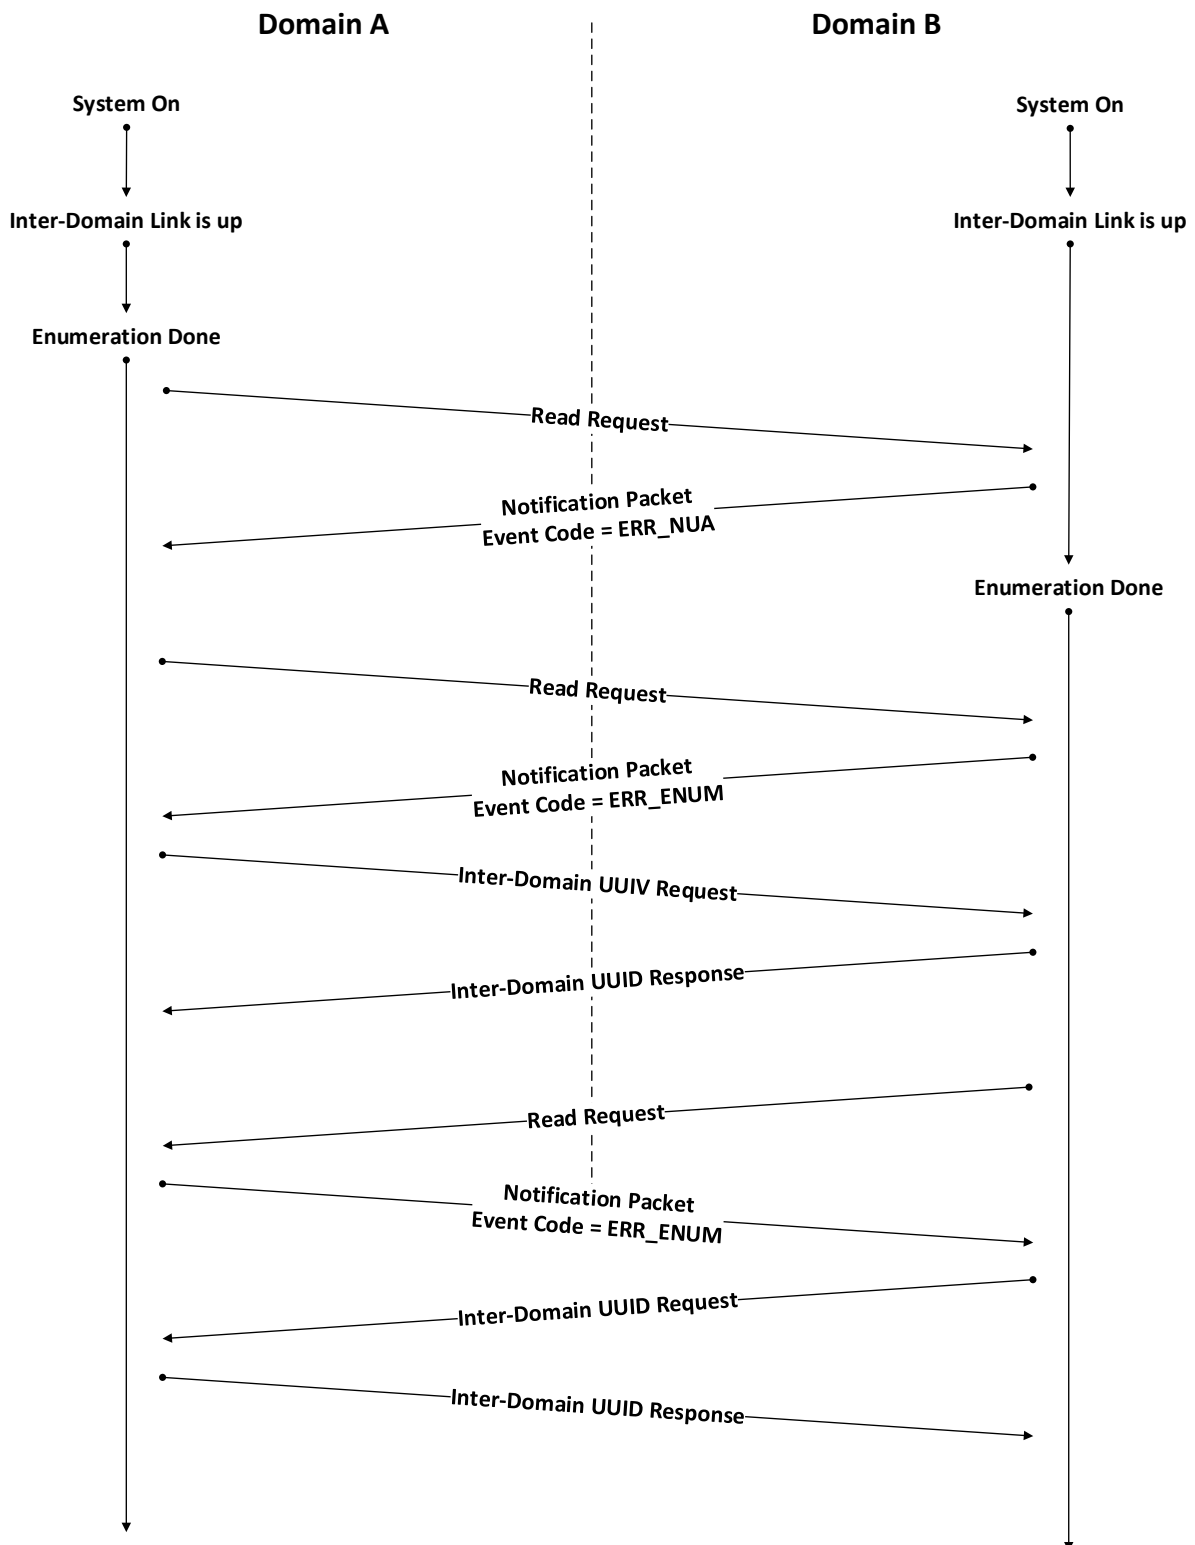 Domain A
Domain B
System On
System On
Inter-Domain Link is up
Inter-Domain Link is up
Enumeration Done
Read Request
Notification Packet
Event Code = ERR_NUA
Enumeration Done
Read Request
Notification Packet
Event Code = ERR_ENUM
Inter-Domain UUIV Request
Inter-Domain UUID Response
Read Request
Notification Packet
Event Code = ERR_ENUM
Inter-Domain UUID Request
Inter-Domain UUID Response